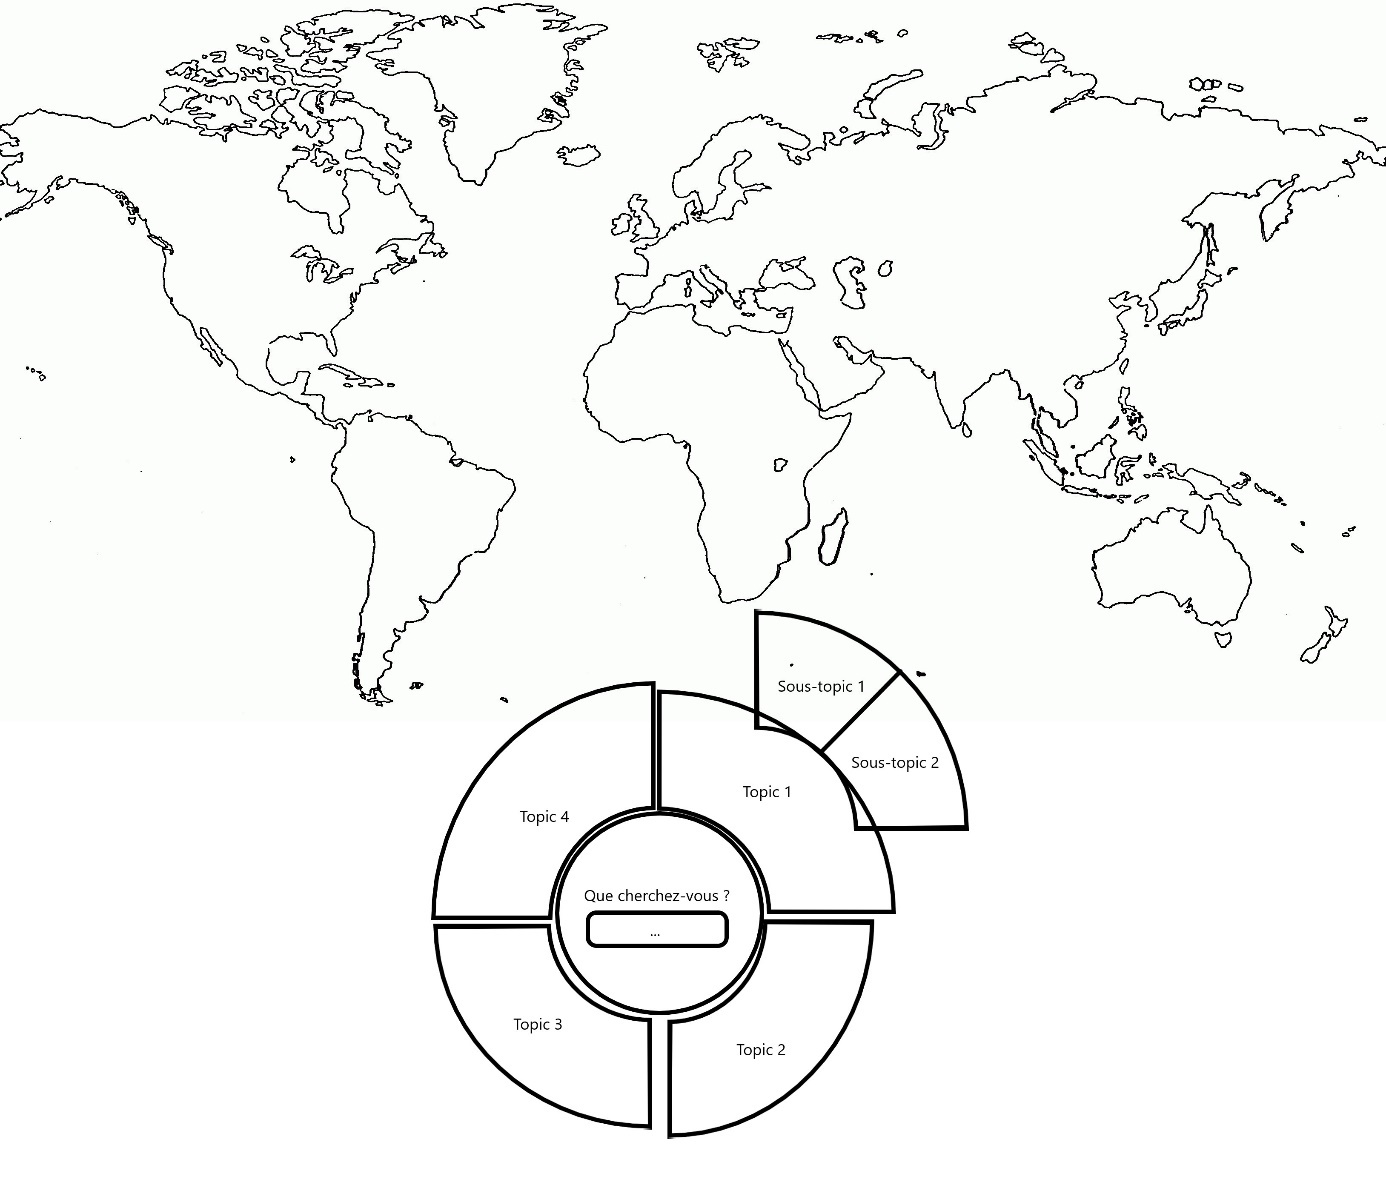 Sous-topic 1
Sous-topic 2
Topic 1
Topic 4
Que cherchez-vous ?
...
Topic 3
Topic 2